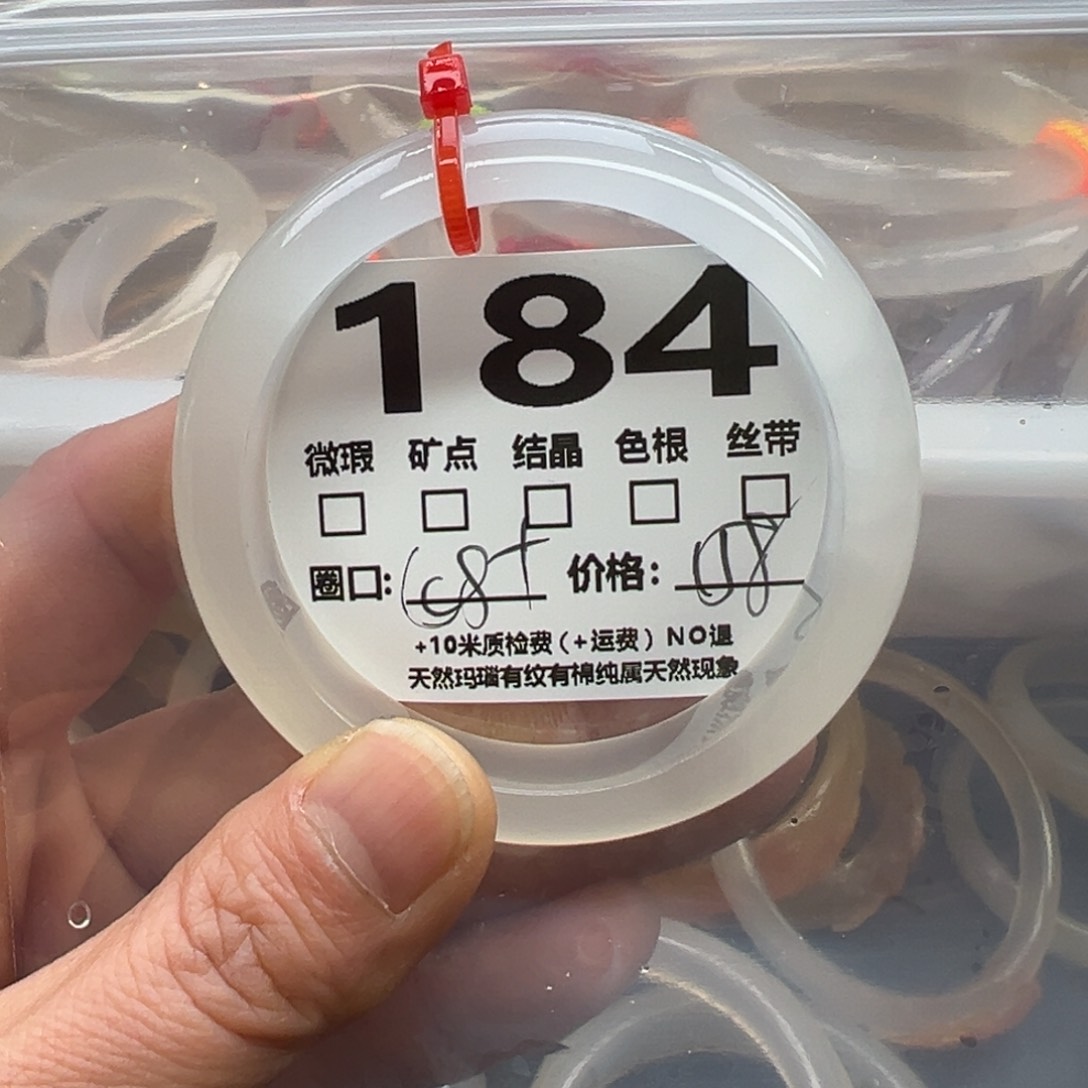 184
微瑕 矿点 结晶 色根 丝带
圈口: 价格:
+10米质检费（+运费）NO退
天然玛瑙有纹有棉纯属天然现象